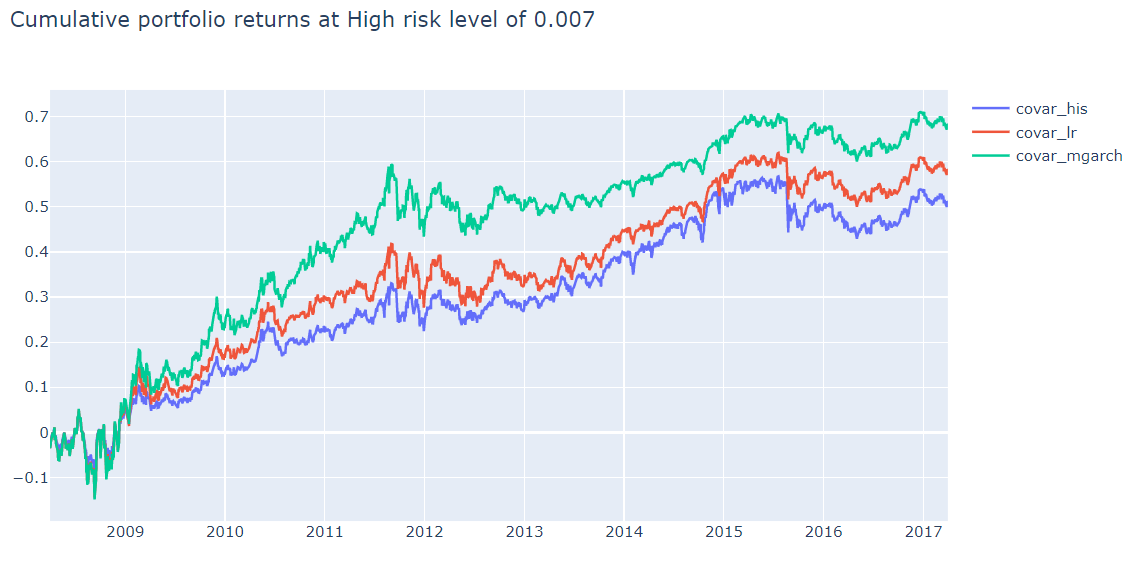 Cumulative portfolio returns at High risk level of 0.007
covar_his
covar_lr
covar_mgarch
0.7
0.6
0.5
0.4
0.3
0.2
0.1
0
−0.1
2009 2010 2011 2012 2013 2014 2015 2016 2017